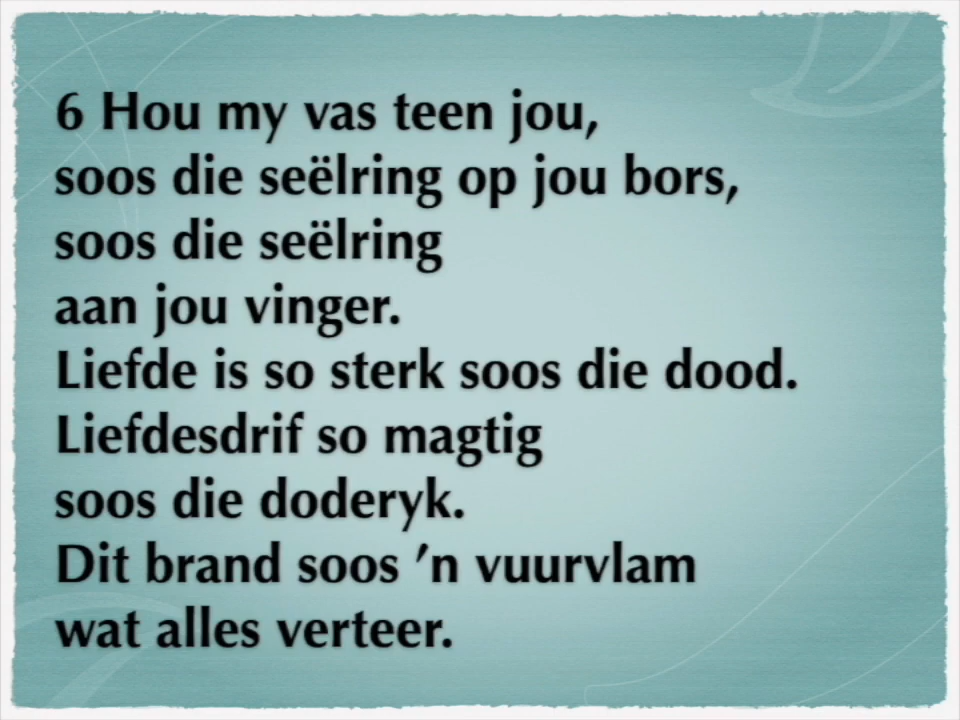 6 Hou my vas teen jou,
soos die seëlring op jou bors,
soos die seëlring
aan jou vinger.
Liefde is so sterk soos die dood.
Liefdesdrif so magtig
soos die doderyk.
Dit brand soos ’n vuurvlam
wat alles verteer.